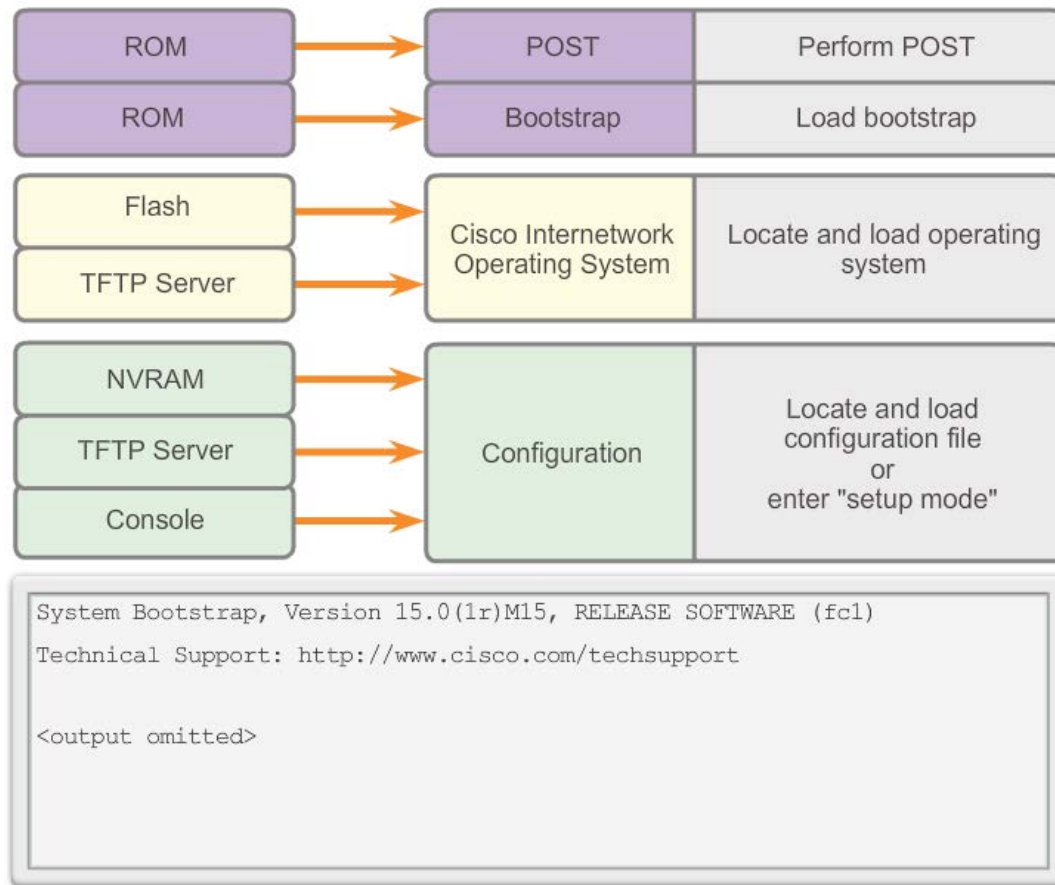 ROM
POST
Perform POST
ROM
Bootstrap
Load bootstrap
Flash
TFTP Server
Cisco Internetwork
Operating System
Locate and load operating
system
NVRAM
TFTP Server
Console
Configuration
Locate and load
configuration file
or
enter "setup mode"
System Bootstrap, Version 15.0(1r)M15, RELEASE SOFTWARE (fc1)
Technical Support: http://www.cisco.com/techsupport
<output omitted>